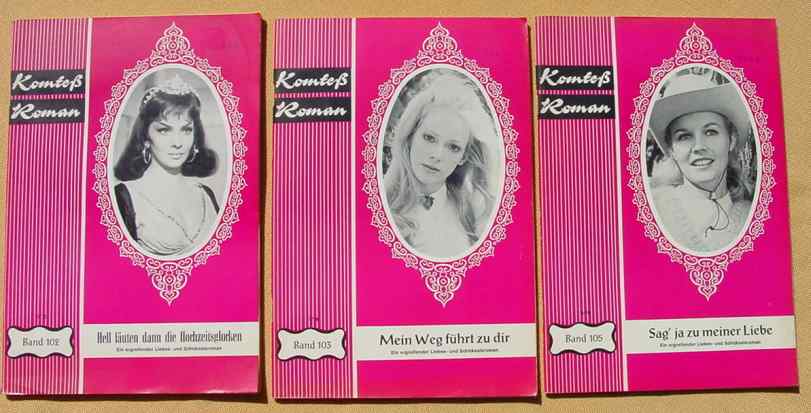 Komteß
Roman
Band 102
Hell läuten dann die Hochzeitsglocken
Ein ergreifender Liebes- und Schicksalsroman
Komteß
Roman
Band 103
Mein Weg führt zu dir
Ein ergreifender Liebes- und Schicksalsroman
Komteß
Roman
Band 105
Sag' ja zu meiner Liebe
Ein ergreifender Liebes- und Schicksalsroman